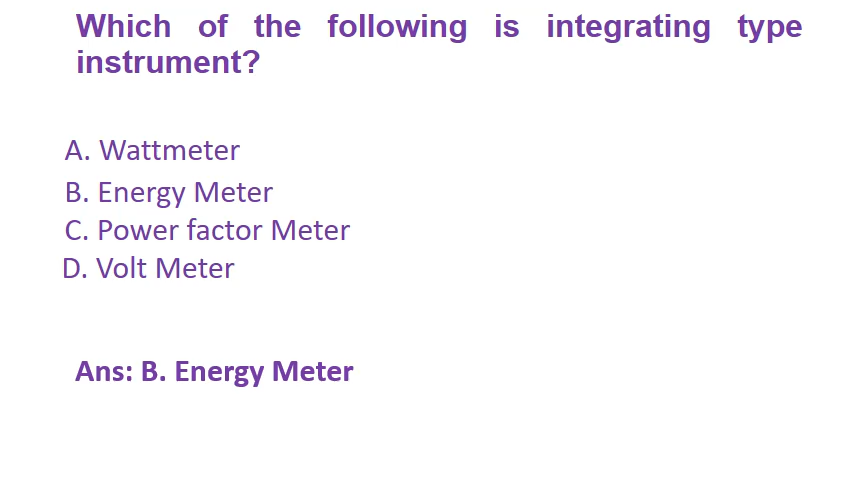 Which of the following is integrating type
instrument?
A. Wattmeter
B. Energy Meter
C. Power factor Meter
D. Volt Meter
Ans: B. Energy Meter